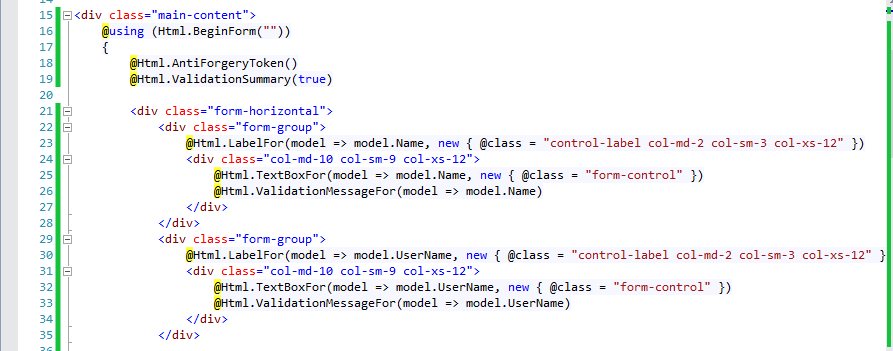 15 <div class="main-content">
16 @using (Html.BeginForm(""))
17 {
18 @Html.AntiForgeryToken()
19 @Html.ValidationSummary(true)
20
21 <div class="form-horizontal">
22 <div class="form-group">
23 @Html.LabelFor(model => model.Name, new { @class = "control-label col-md-2 col-sm-3 col-xs-12" })
24 <div class="col-md-10 col-sm-9 col-xs-12">
25 @Html.TextBoxFor(model => model.Name, new { @class = "form-control" })
26 @Html.ValidationMessageFor(model => model.Name)
27 </div>
28 </div>
29 <div class="form-group">
30 @Html.LabelFor(model => model.UserName, new { @class = "control-label col-md-2 col-sm-3 col-xs-12" }
31 <div class="col-md-10 col-sm-9 col-xs-12">
32 @Html.TextBoxFor(model => model.UserName, new { @class = "form-control" })
33 @Html.ValidationMessageFor(model => model.UserName)
34 </div>
35 </div>